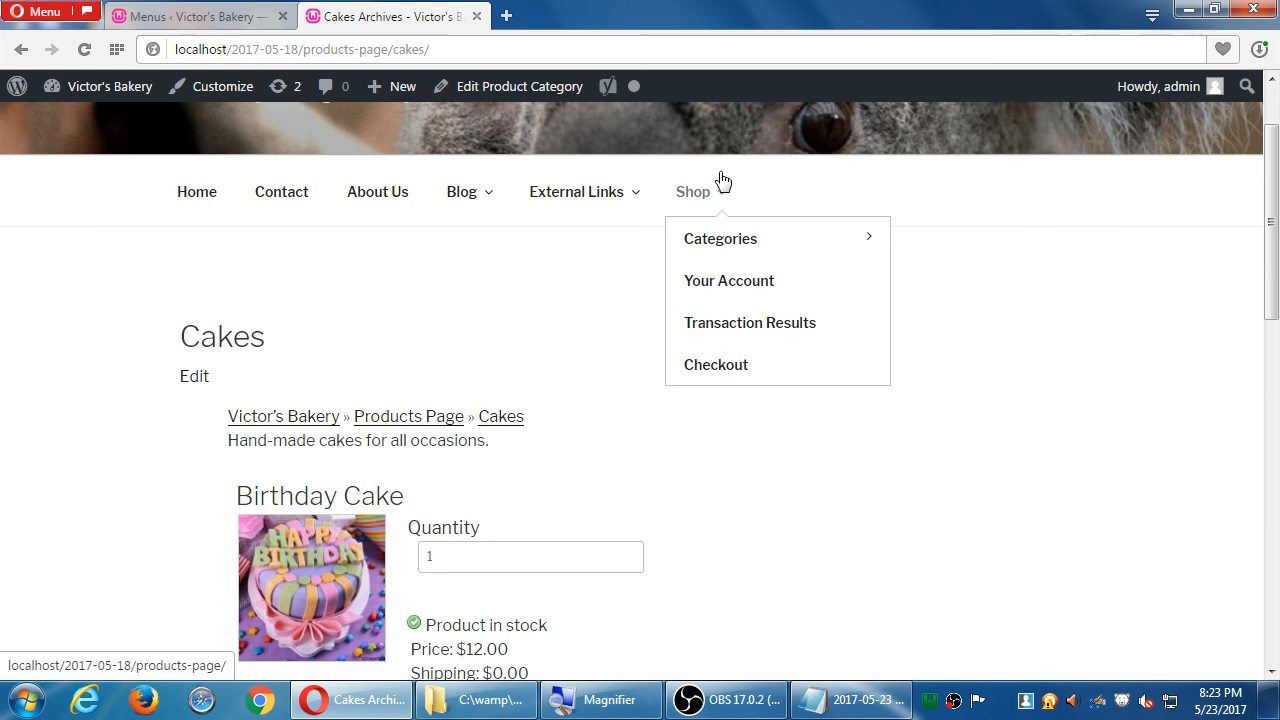 Menu
Menus ‹ Victor's Bakery —
Cakes Archives - Victor's B
localhost/2017-05-18/products-page/cakes/
Victor's Bakery
Customize
2
0
New
Edit Product Category
Howdy, admin
Home
Contact
About Us
Blog
External Links
Shop
Categories
Your Account
Transaction Results
Checkout
Cakes
Edit
Victor's Bakery » Products Page » Cakes
Hand-made cakes for all occasions.
Birthday Cake
HAPPY
BIRTHDAY
Quantity
1
Product in stock
Price: $12.00
Shipping: $0.00
localhost/2017-05-18/products-page/
Cakes Archi...
C:\wamp\...
Magnifier
OBS 17.0.2 (...
2017-05-23 ...
8:23 PM
5/23/2017